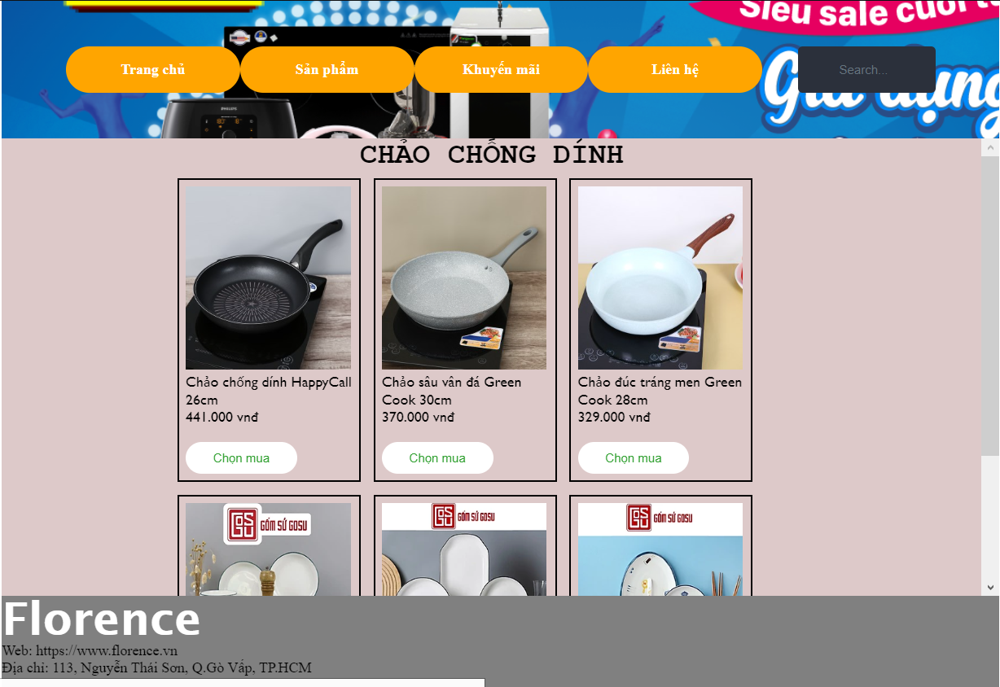 Siêu sale cuối t
Trang chủ
Sản phẩm
Khuyến mãi
Liên hệ
Search...
Gia dụng
PHILIPS
CHẢO CHỐNG DÍNH
Chảo chống dính HappyCall 26cm
441.000 vnđ
Chọn mua
Chảo sâu vân đá Green
Cook 30cm
370.000 vnđ
Chọn mua
Chảo đúc tráng men Green
Cook 28cm
329.000 vnđ
Chọn mua
GOSU GỐM SỨ GOSU
GOSU GỐM SỨ GOSU
GOSU GỐM SỨ GOSU
Florence
Web: https://www.florence.vn
Địa chỉ: 113, Nguyễn Thái Sơn, Q.Gò Vấp, TP.HCM